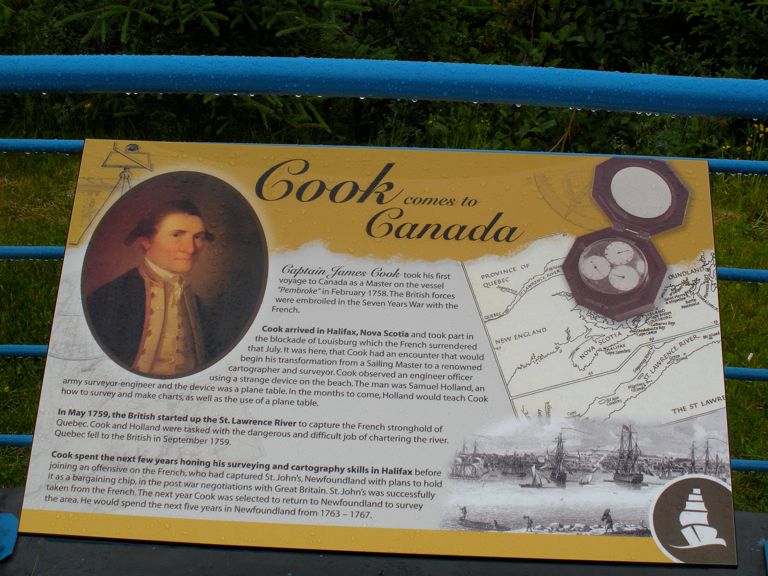 Cook comes to
Canada
Captain James Cook took his first
voyage to Canada as a Master on the vessel
"Pembroke" in February 1758. The British forces
were embroiled in the Seven Years War with the
French.
Cook arrived in Halifax, Nova Scotia and took part in
the blockade of Louisburg which the French surrendered
that July. It was here, that Cook had an encounter that would
begin his transformation from a Sailing Master to a renowned
cartographer and surveyor. Cook observed an engineer officer
using a strange device on the beach. The man was Samuel Holland, an
army surveyor-engineer and the device was a plane table. In the months to come, Holland would teach Cook
how to survey and make charts, as well as the use of a plane table.
In May 1759, the British started up the St. Lawrence River to capture the French stronghold of
Quebec. Cook and Holland were tasked with the dangerous and difficult job of chartering the river.
Quebec fell to the British in September 1759.
Cook spent the next few years honing his surveying and cartography skills in Halifax before
joining an offensive on the French, who had captured St. John's, Newfoundland with plans to hold
it as a bargaining chip, in the post war negotiations with Great Britain. St. John's was successfully
taken from the French. The next year Cook was selected to return to Newfoundland to survey
the area. He would spend the next five years in Newfoundland from 1763 – 1767.
PROVINCE OF
QUEBEC
ST. LAWRENCE RIVER
OUNDLAND
NEW ENGLAND
NOVA SCOTIA
ST. LAWRENCE RIVER
THE ST LAWR